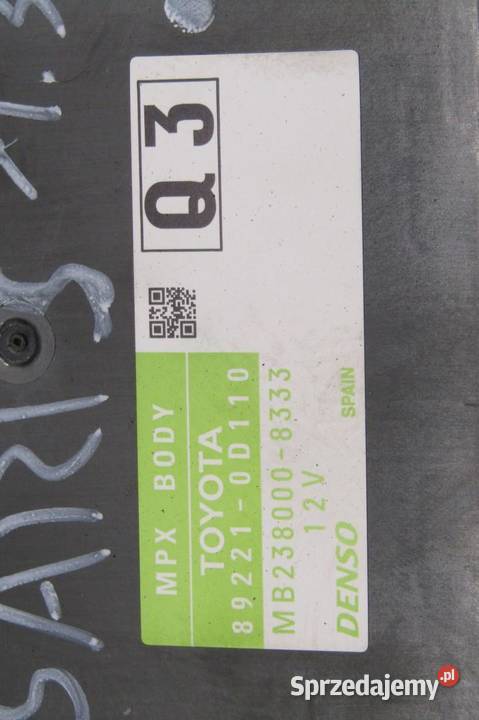 Q3
MPX BODY
TOYOTA
89221-0D110
MB238000-8333
12V
DENSO
SPAIN
Sprzedajemy.pl